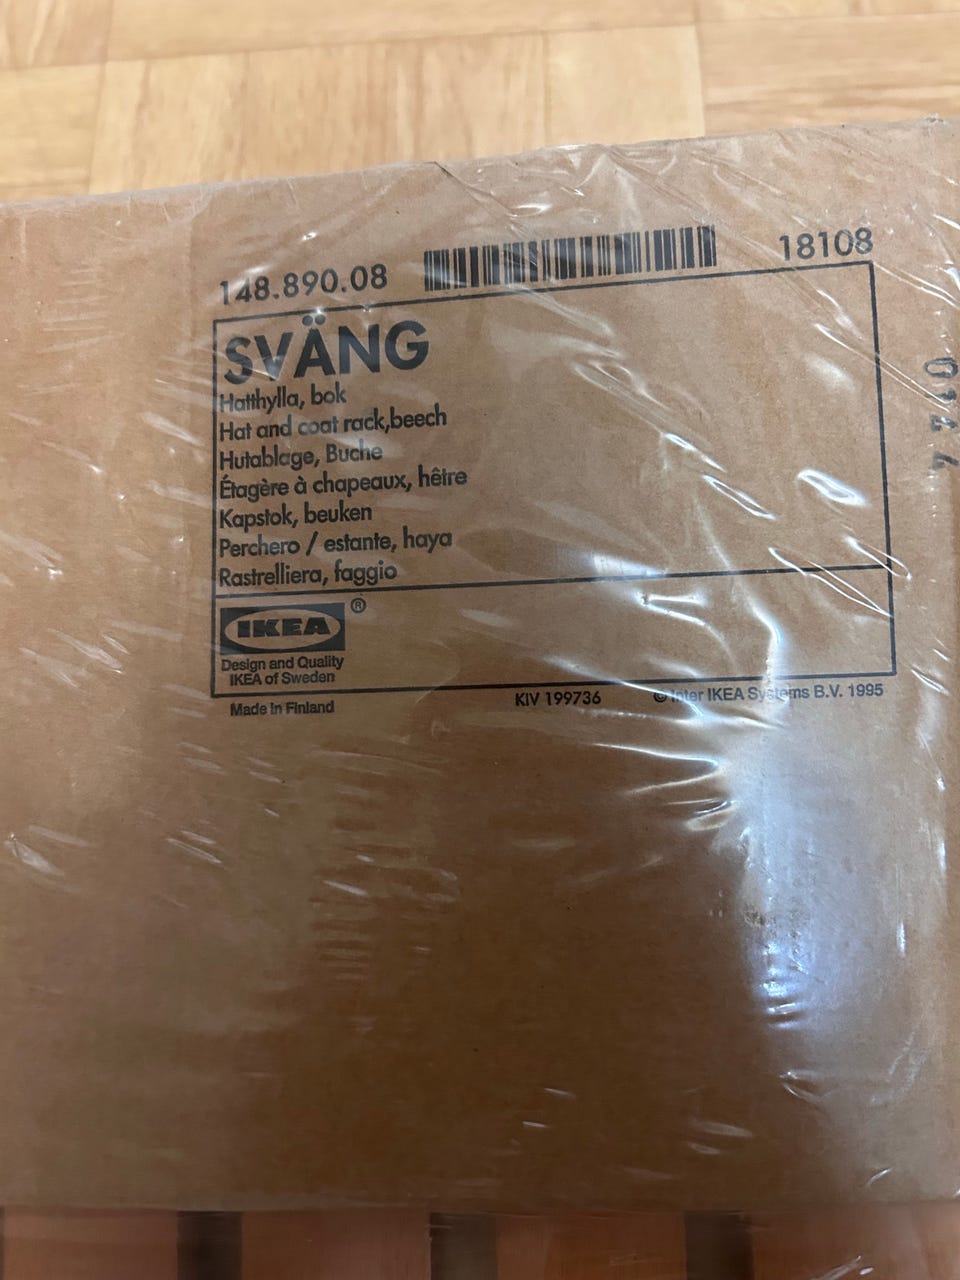 148.890.08
18108
SVÄNG
Hatthylla, bok
Hat and coat rack,beech
Hutablage, Buche
Étagère à chapeaux, hêtre
Kapstok, beuken
Perchero / estante, haya
Rastrelliera, faggio
IKEA ®
Design and Quality
IKEA of Sweden
Made in Finland
KIV 199736
© Inter IKEA Systems B.V. 1995